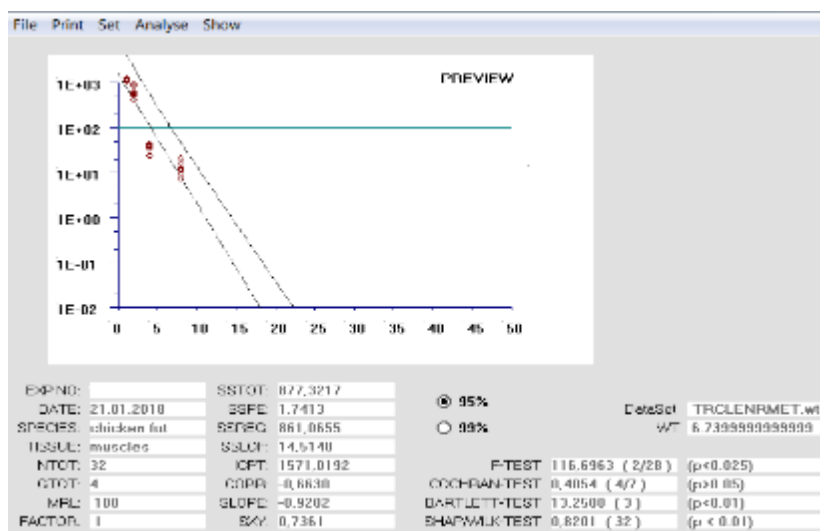 File Print Set Analyse Show
PREVIEW
1E+03
1E+02
1E+01
1E+00
1E-01
1E-02
0 5 10 15 20 25 30 35 40 45 50
EXP.NO:
DATE: 21.01.2010
SPECIES: chicken fat
TISSUE: muscles
NTOT: 32
GTOT: 4
MRL: 100
FACTOR: 1
SSTOT: 877,3217
SSPE: 1.7413
SSREG: 861,0655
SSLOF: 14,5148
ICPT: 1571,0192
CORR: -0,6630
SLOPE: -0,9202
SXY: 0,7361
95%
99%
DataSet TRCLENRMET.wt
WT 6.7399999999999
F-TEST 116.6963 ( 2/28 ) (p<0.025)
COCHRAN-TEST 0,4054 ( 4/7 ) (p>0.05)
BARTLETT-TEST 13.2500 ( 3 ) (p<0.01)
SHAPIWILK-TEST 0,8201 ( 32 ) (p < 0.01)